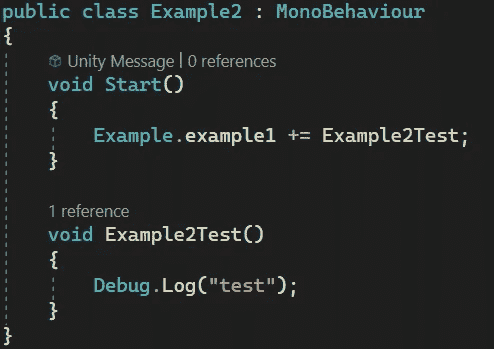 public class Example2 : MonoBehaviour
{
Unity Message | 0 references
void Start()
{
Example.example1 += Example2Test;
}
1 reference
void Example2Test()
{
Debug.Log("test");
}
}